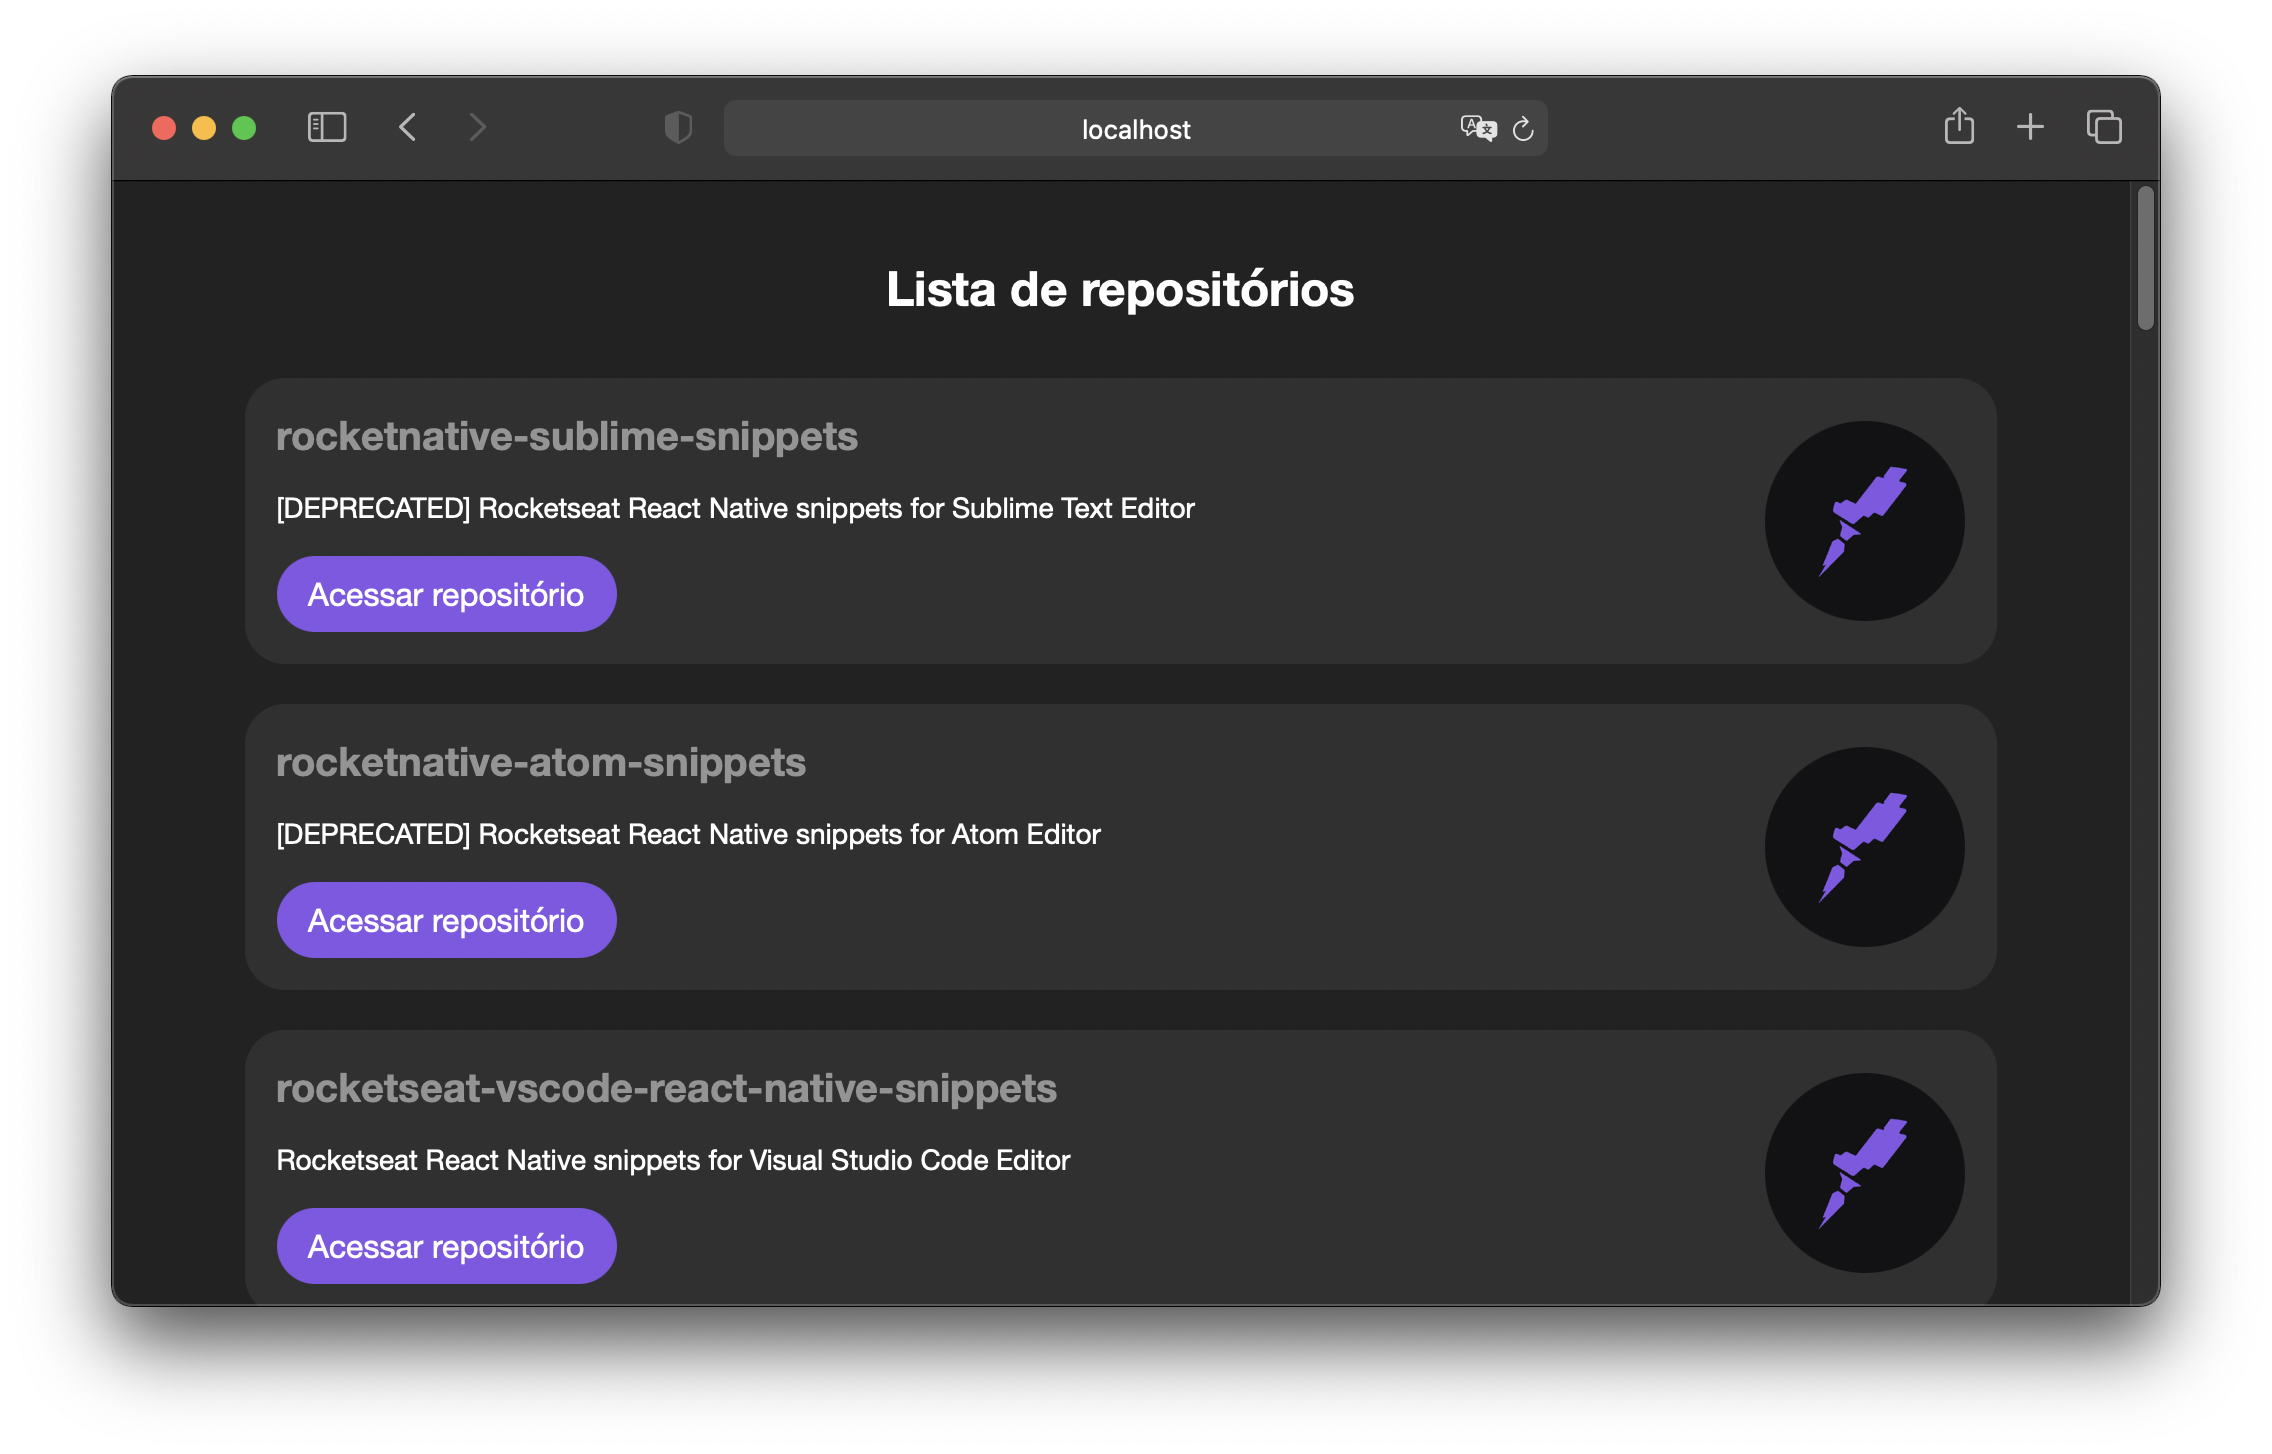 localhost
Lista de repositórios
rocketnative-sublime-snippets
[DEPRECATED] Rocketseat React Native snippets for Sublime Text Editor
Acessar repositório
rocketnative-atom-snippets
[DEPRECATED] Rocketseat React Native snippets for Atom Editor
Acessar repositório
rocketseat-vscode-react-native-snippets
Rocketseat React Native snippets for Visual Studio Code Editor
Acessar repositório